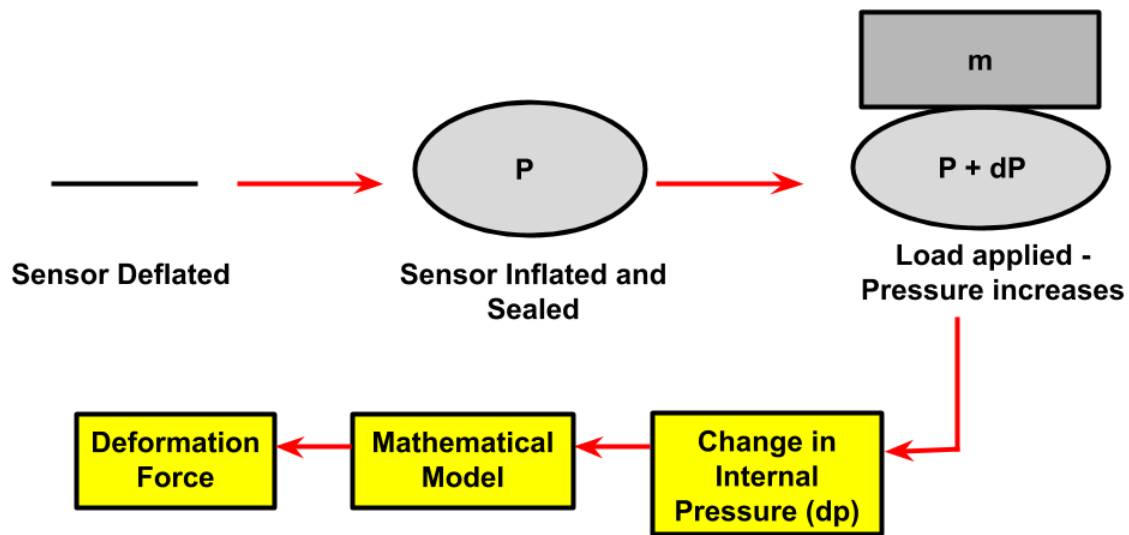 m
P
P + dP
Sensor Deflated
Sensor Inflated and
Sealed
Load applied -
Pressure increases
Deformation
Force
Mathematical
Model
Change in
Internal
Pressure (dp)